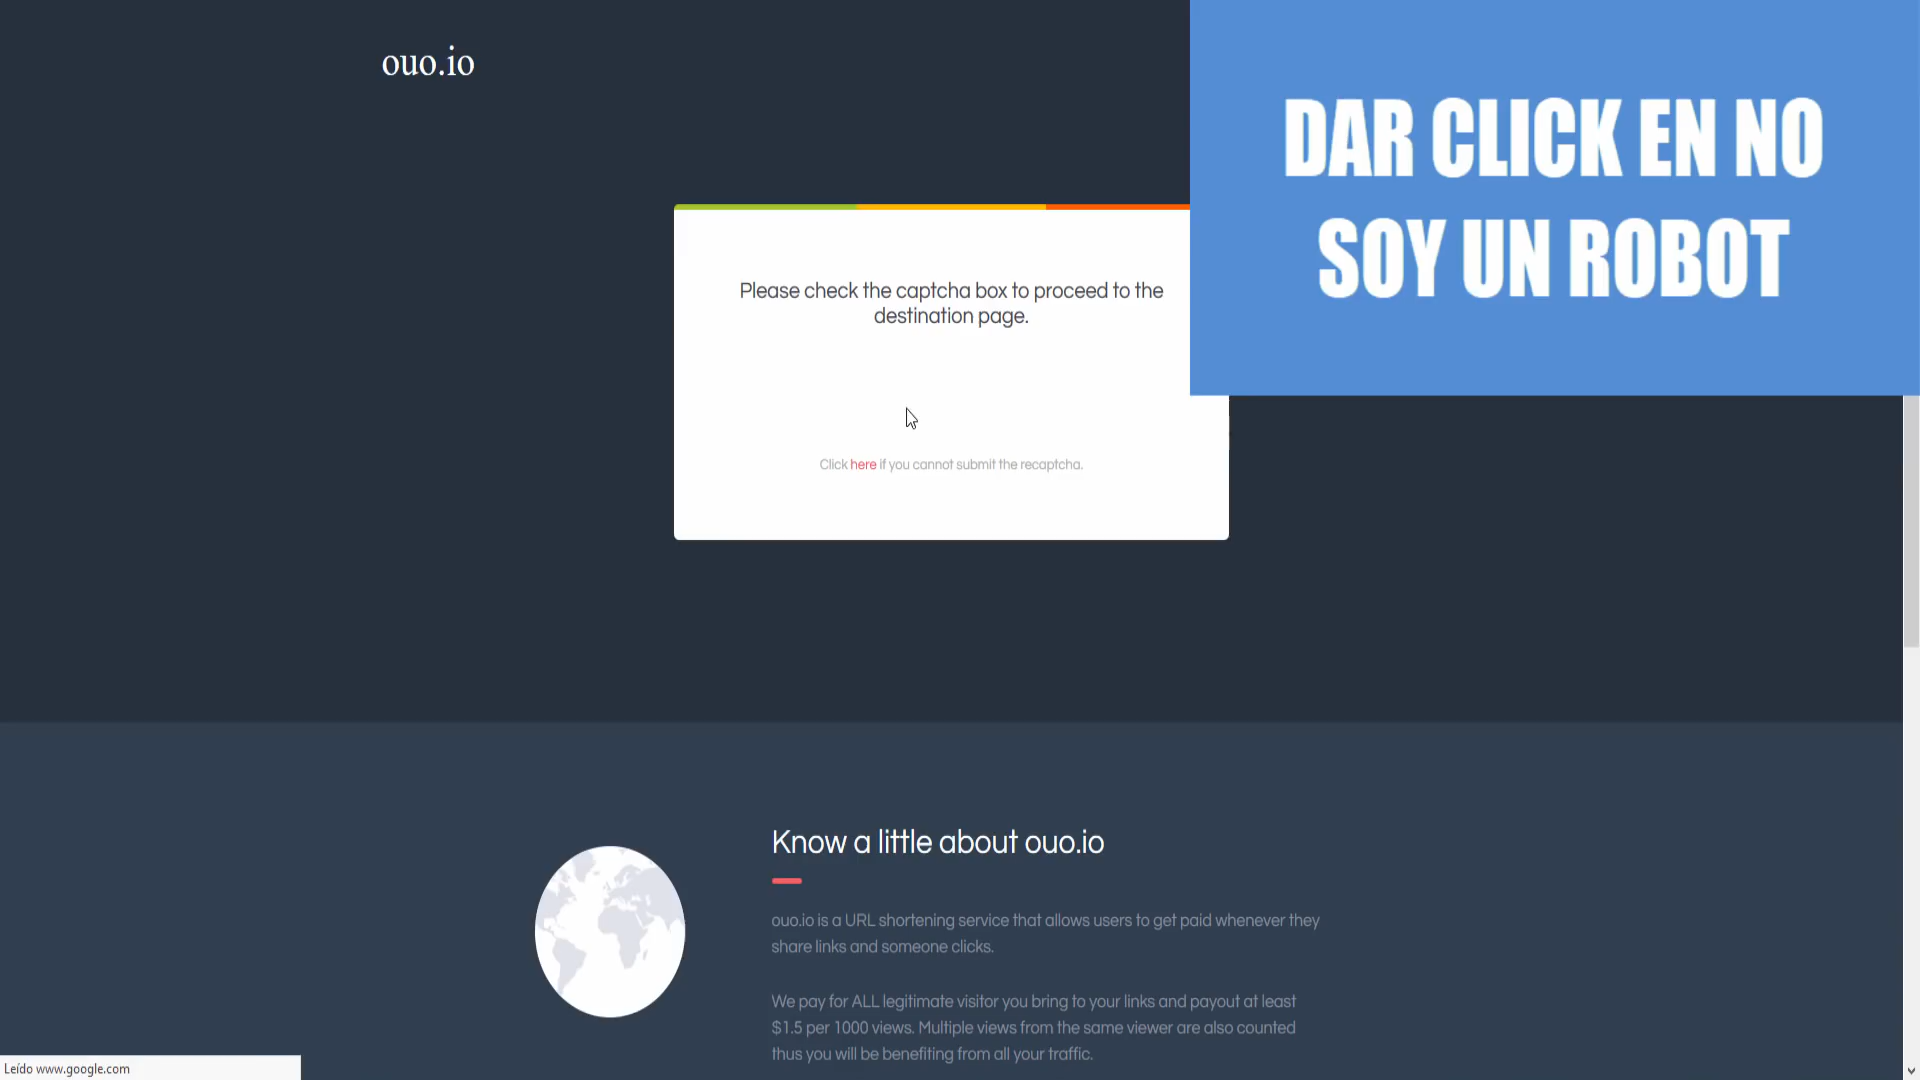 ouo.io
DAR CLICK EN NO
SOY UN ROBOT
Please check the captcha box to proceed to the
destination page.
Click here if you cannot submit the recaptcha.
Know a little about ouo.io
ouo.io is a URL shortening service that allows users to get paid whenever they
share links and someone clicks.
We pay for ALL legitimate visitor you bring to your links and payout at least
$1.5 per 1000 views. Multiple views from the same viewer are also counted
thus you will be benefiting from all your traffic.
Leído www.google.com